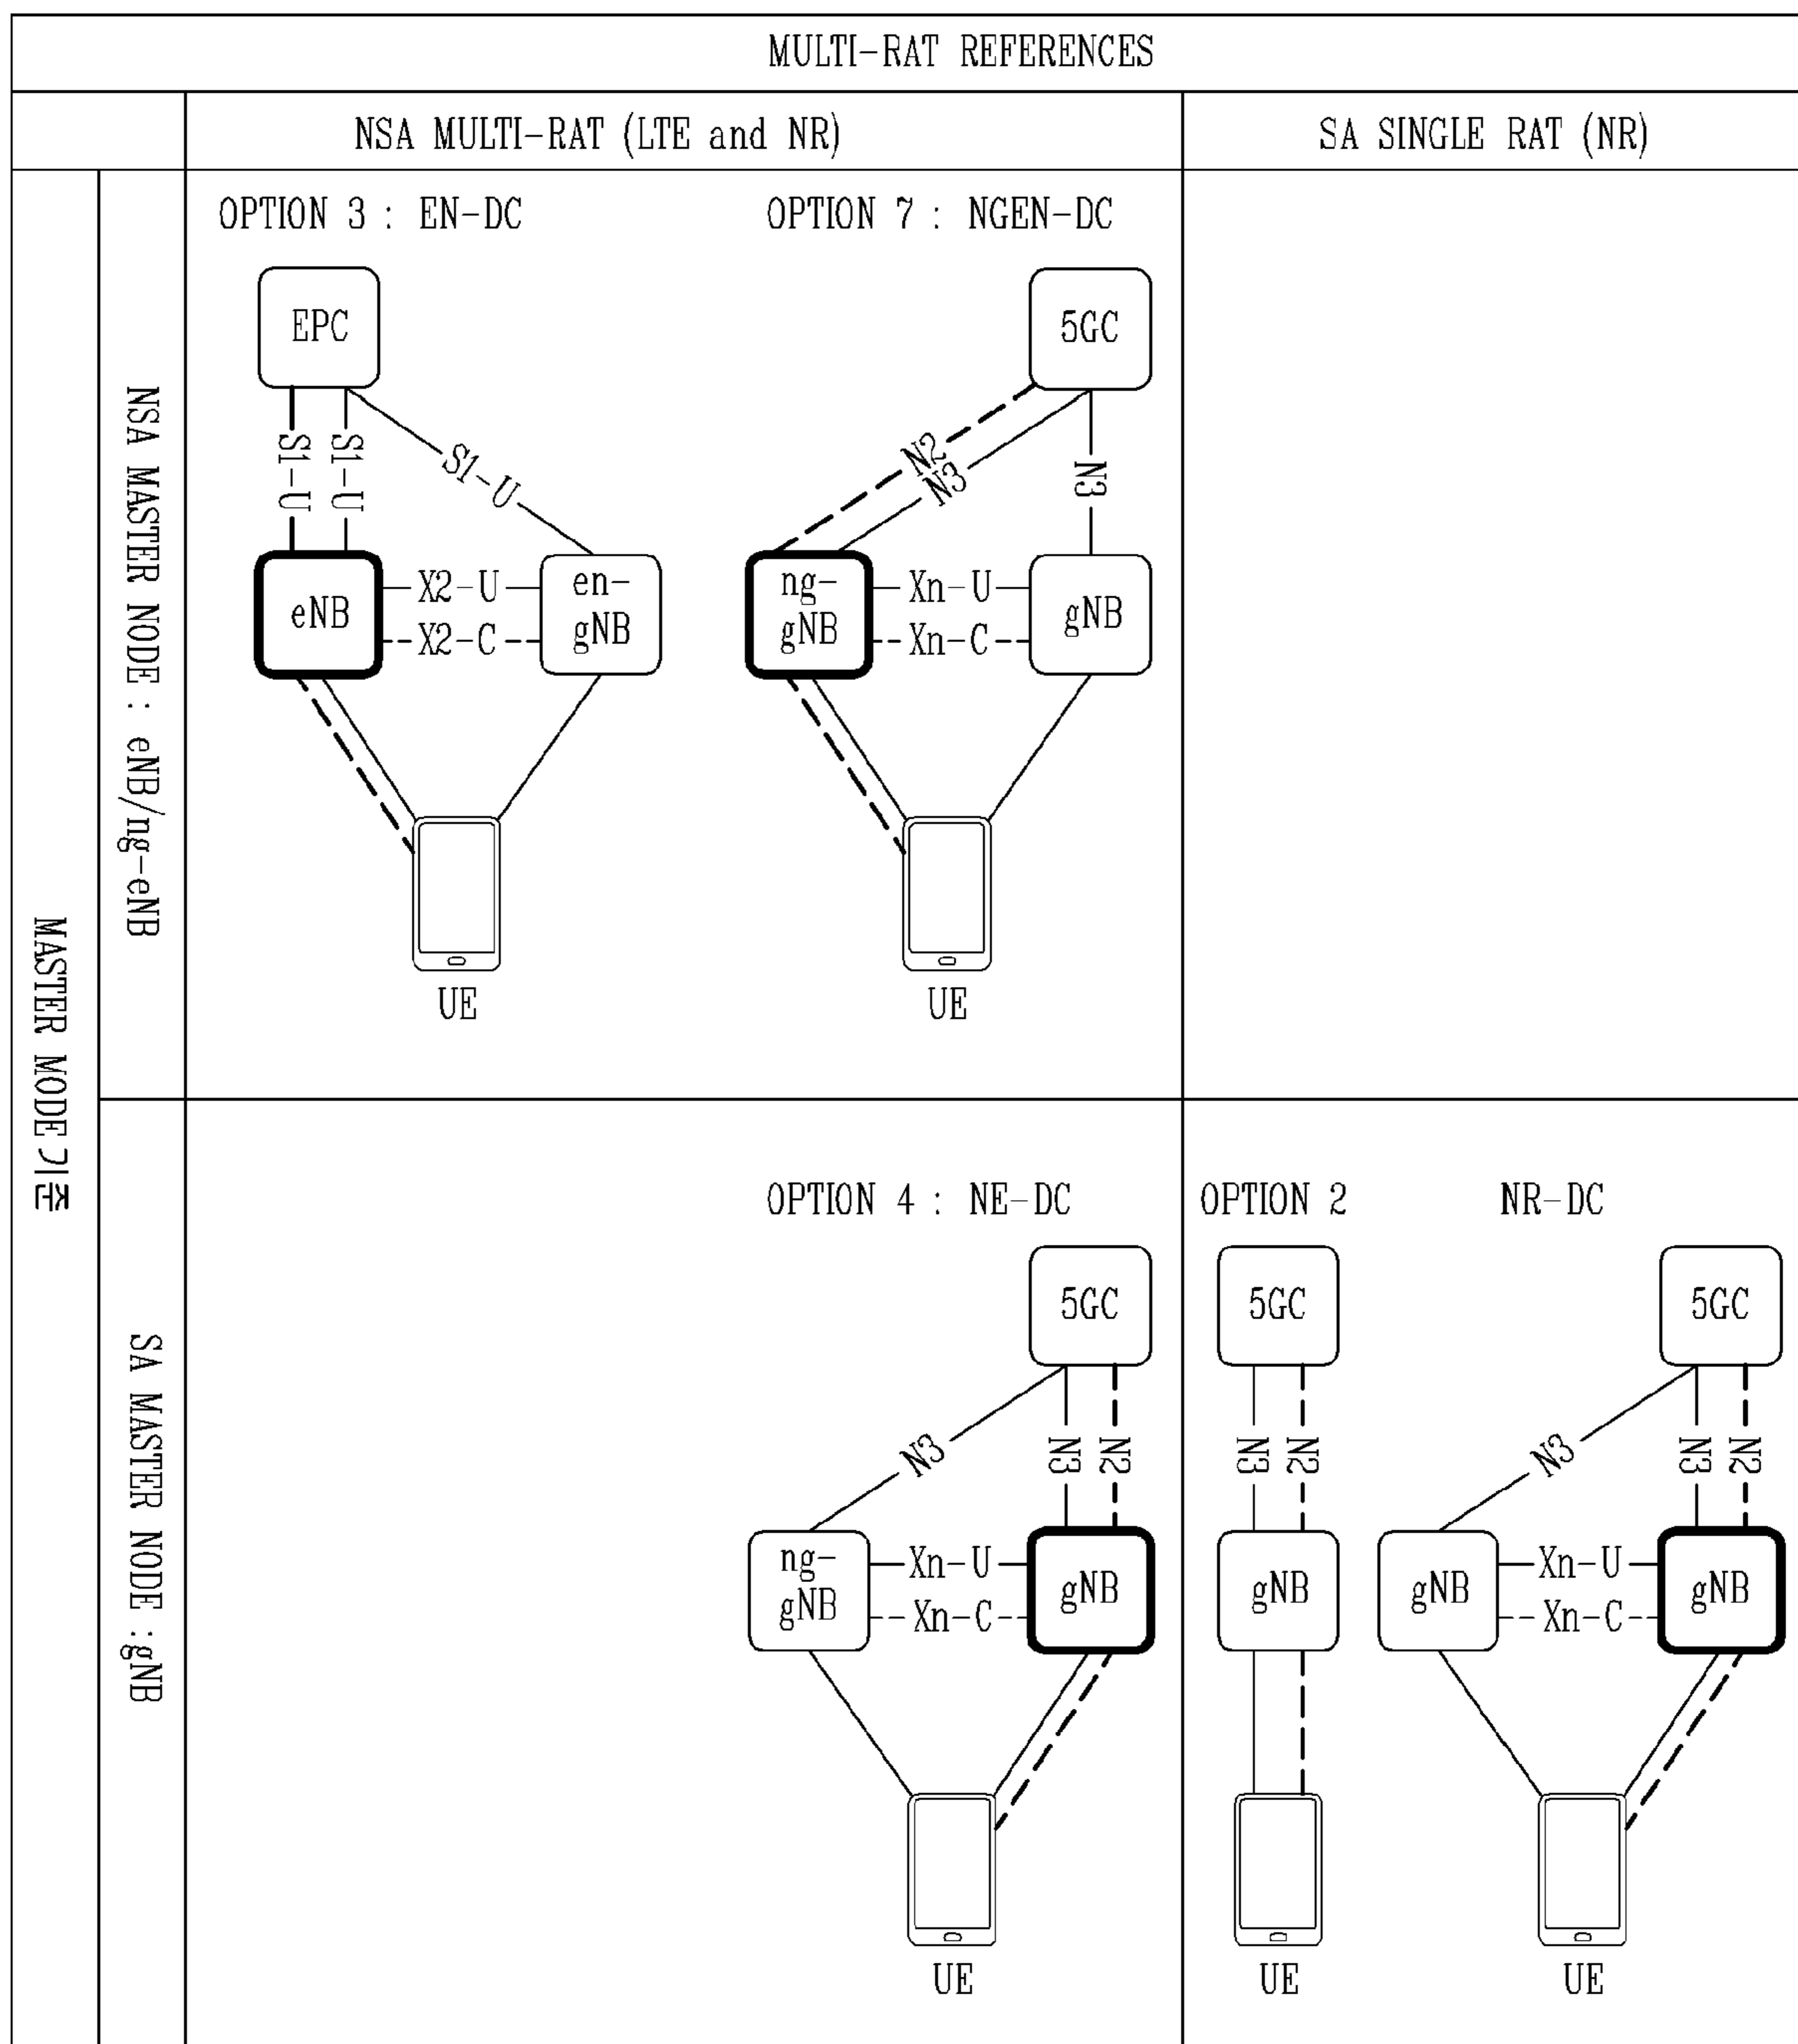 MULTI-RAT REFERENCES
NSA MULTI-RAT (LTE and NR)
SA SINGLE RAT (NR)
MASTER MODE기준
NSA MASTER NODE : eNB/ng-eNB
OPTION 3 : EN-DC
EPC
S1-U
S1-U
S1-U
eNB
X2-U
X2-C
en-
gNB
UE
OPTION 7 : NGEN-DC
5GC
N2
N3
N3
ng-
gNB
Xn-U
Xn-C
gNB
UE
SA MASTER NODE :gNB
OPTION 4 : NE-DC
5GC
N3
N3
N2
ng-
gNB
Xn-U
Xn-C
gNB
UE
OPTION 2
5GC
N3
N2
gNB
UE
NR-DC
5GC
N3
N3
N2
gNB
Xn-U
Xn-C
gNB
UE